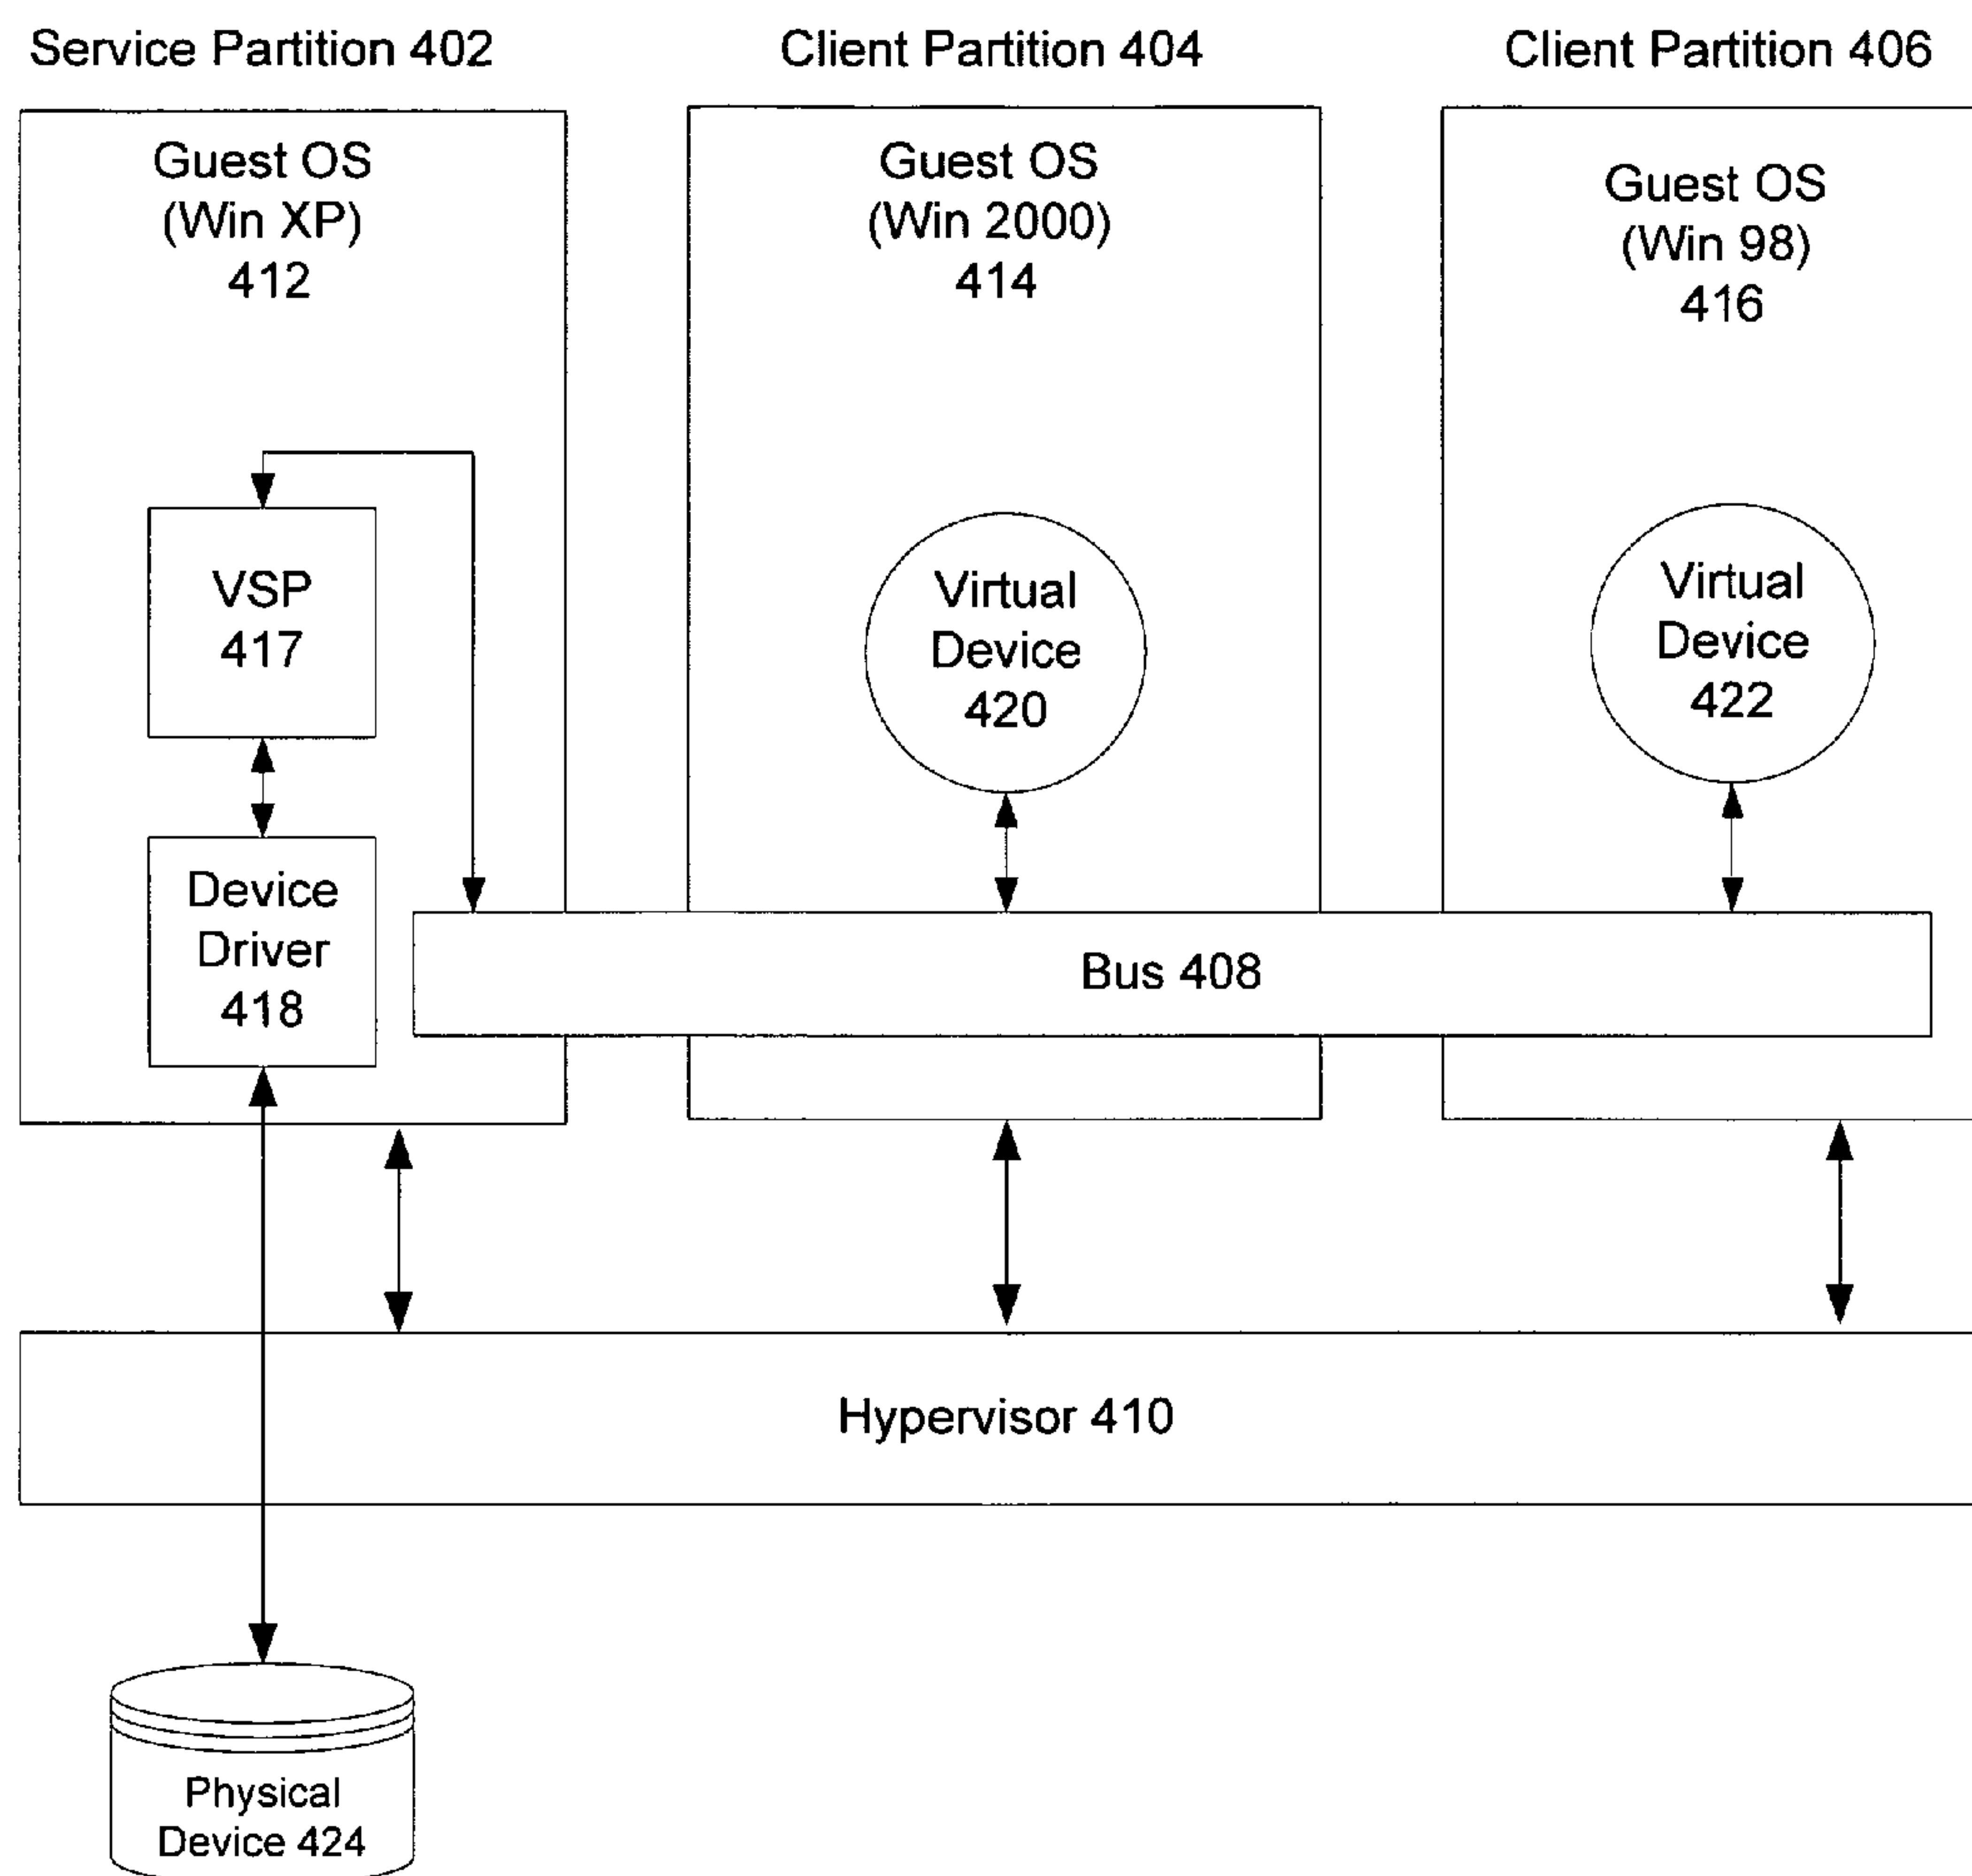 Service Partition 402
Client Partition 404
Client Partition 406
Guest OS
(Win XP)
412
Guest OS
(Win 2000)
414
Guest OS
(Win 98)
416
VSP
417
Virtual
Device
420
Virtual
Device
422
Device
Driver
418
Bus 408
Hypervisor 410
Physical
Device 424